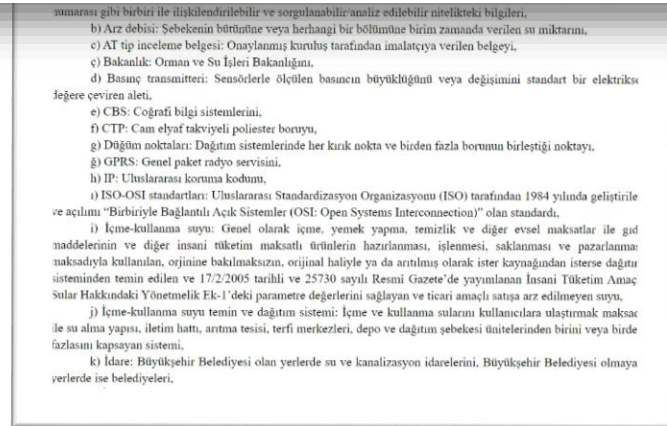 numarası gibi birbiri ile ilişkilendirilebilir ve sorgulanabilir/analiz edilebilir nitelikteki bilgileri,
b) Arz debisi: Şebekenin bütününe veya herhangi bir bölümüne birim zamanda verilen su miktarını,
c) AT tip inceleme belgesi: Onaylanmış kuruluş tarafından imalatçıya verilen belgeyi,
ç) Bakanlık: Orman ve Su İşleri Bakanlığını,
d) Basınç transmitteri: Sensörlerle ölçülen basıncın büyüklüğünü veya değişimini standart bir elektrikse
değere çeviren aleti,
e) CBS: Coğrafi bilgi sistemlerini,
f) CTP: Cam elyaf takviyeli poliester boruyu,
g) Düğüm noktaları: Dağıtım sistemlerinde her kırık nokta ve birden fazla borunun birleştiği noktayı,
ğ) GPRS: Genel paket radyo servisini,
h) IP: Uluslararası koruma kodunu,
ı) ISO-OSI standartları: Uluslararası Standardizasyon Organizasyonu (ISO) tarafından 1984 yılında geliştirile
ve açılımı “Birbiriyle Bağlantılı Açık Sistemler (OSI: Open Systems Interconnection)” olan standardı,
i) İçme-kullanma suyu: Genel olarak içme, yemek yapma, temizlik ve diğer evsel maksatlar ile gıd
maddelerinin ve diğer insani tüketim maksatlı ürünlerin hazırlanması, işlenmesi, saklanması ve pazarlanma
maksadıyla kullanılan, orjinine bakılmaksızın, orijinal haliyle ya da arıtılmış olarak ister kaynağından isterse dağıtır
sisteminden temin edilen ve 17/2/2005 tarihli ve 25730 sayılı Resmî Gazete’de yayımlanan İnsani Tüketim Amaç
Sular Hakkındaki Yönetmelik Ek-1’deki parametre değerlerini sağlayan ve ticari amaçlı satışa arz edilmeyen suyu,
j) İçme-kullanma suyu temin ve dağıtım sistemi: İçme ve kullanma sularını kullanıcılara ulaştırmak maksac
ile su alma yapısı, iletim hattı, arıtma tesisi, terfi merkezleri, depo ve dağıtım şebekesi ünitelerinden birini veya birde
fazlasını kapsayan sistemi,
k) İdare: Büyükşehir Belediyesi olan yerlerde su ve kanalizasyon idarelerini, Büyükşehir Belediyesi olmaya
yerlerde ise belediyeleri,